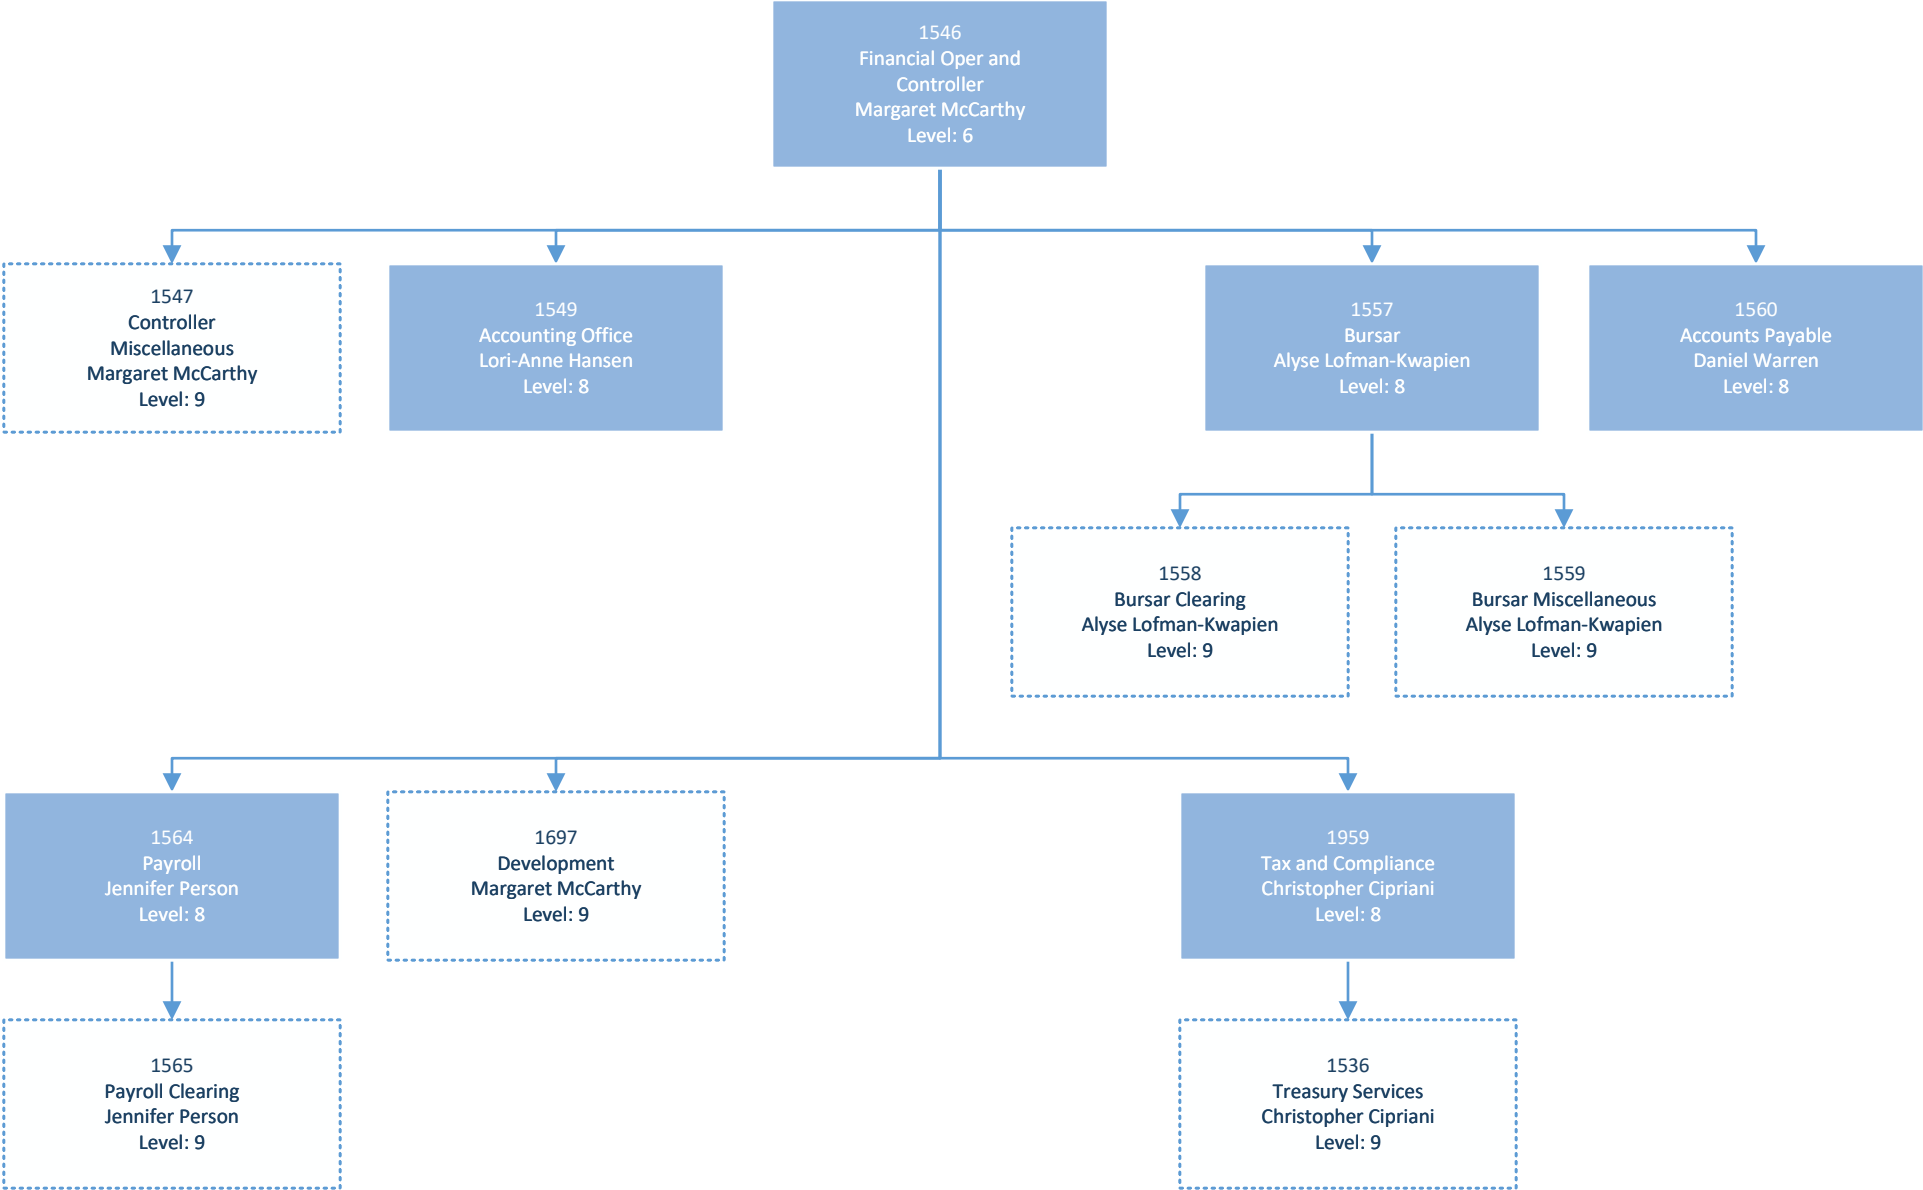 1546
Financial Oper and
Controller
Margaret McCarthy
Level: 6
1547
Controller
Miscellaneous
Margaret McCarthy
Level: 9
1549
Accounting Office
Lori-Anne Hansen
Level: 8
1557
Bursar
Alyse Lofman-Kwapien
Level: 8
1560
Accounts Payable
Daniel Warren
Level: 8
1558
Bursar Clearing
Alyse Lofman-Kwapien
Level: 9
1559
Bursar Miscellaneous
Alyse Lofman-Kwapien
Level: 9
1564
Payroll
Jennifer Person
Level: 8
1697
Development
Margaret McCarthy
Level: 9
1959
Tax and Compliance
Christopher Cipriani
Level: 8
1565
Payroll Clearing
Jennifer Person
Level: 9
1536
Treasury Services
Christopher Cipriani
Level: 9